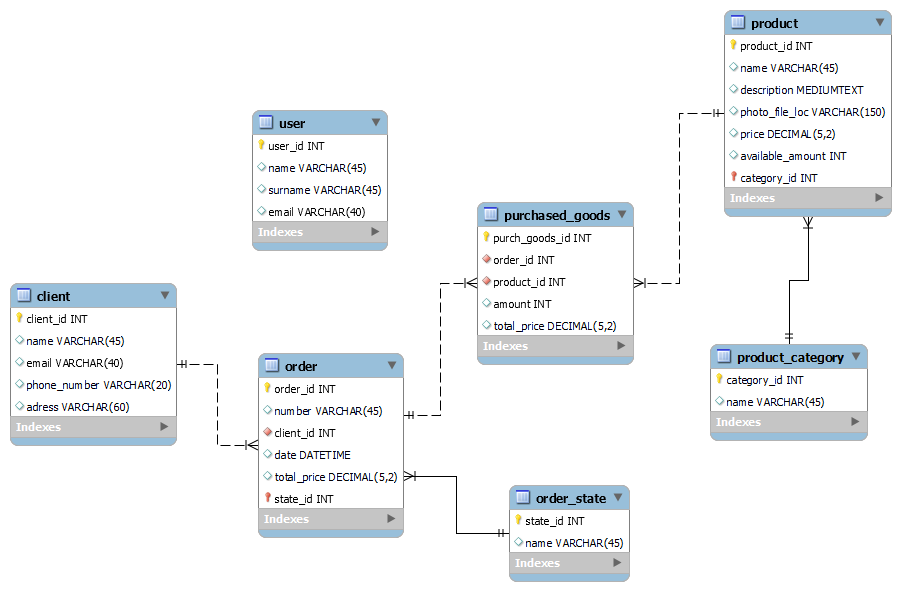 product
product_id INT
name VARCHAR(45)
description MEDIUMTEXT
photo_file_loc VARCHAR(150)
price DECIMAL(5,2)
available_amount INT
category_id INT
Indexes
user
user_id INT
name VARCHAR(45)
surname VARCHAR(45)
email VARCHAR(40)
Indexes
purchased_goods
purch_goods_id INT
order_id INT
product_id INT
amount INT
total_price DECIMAL(5,2)
Indexes
client
client_id INT
name VARCHAR(45)
email VARCHAR(40)
phone_number VARCHAR(20)
adress VARCHAR(60)
Indexes
order
order_id INT
number VARCHAR(45)
client_id INT
date DATETIME
total_price DECIMAL(5,2)
state_id INT
Indexes
product_category
category_id INT
name VARCHAR(45)
Indexes
order_state
state_id INT
name VARCHAR(45)
Indexes